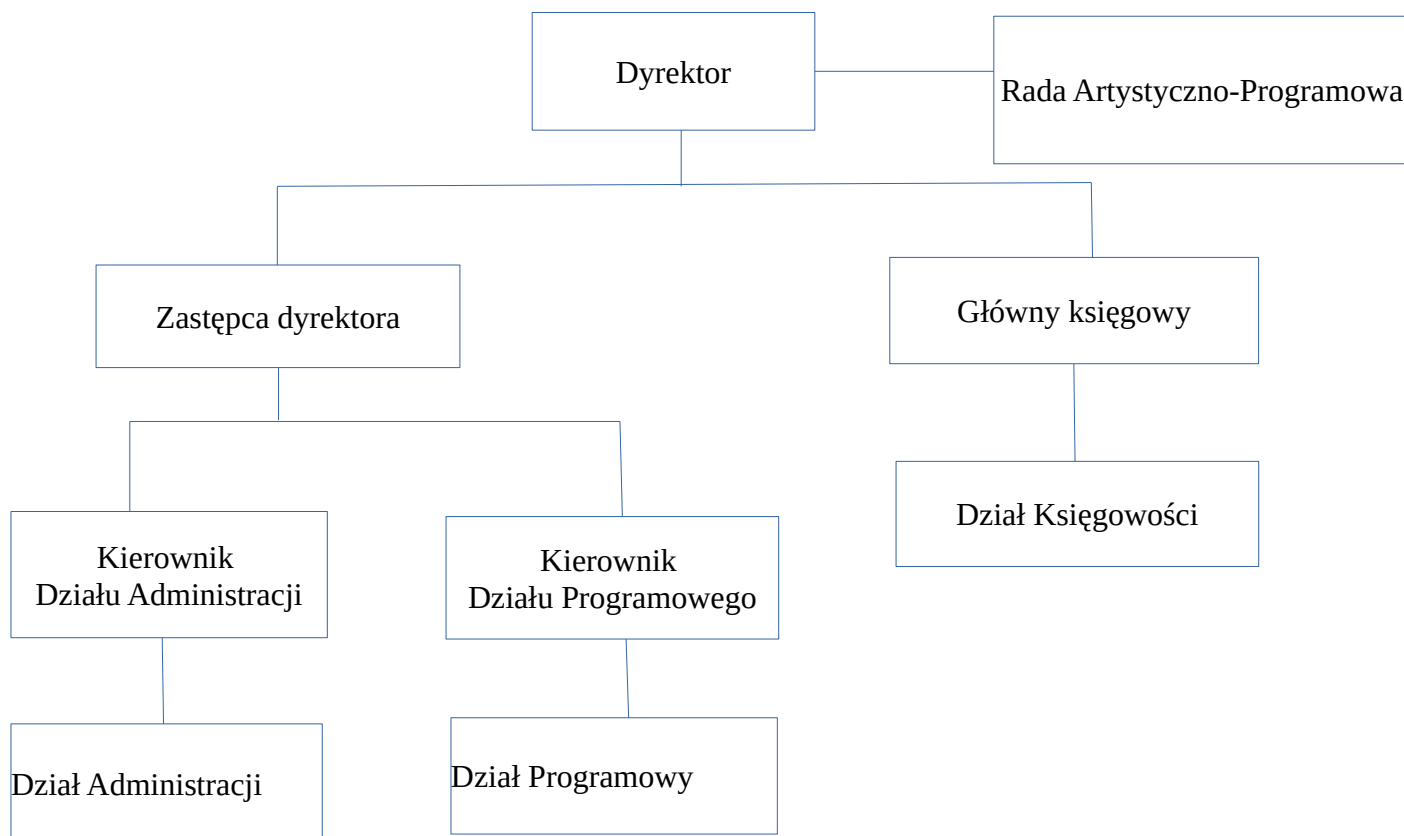 Dyrektor
Rada Artystyczno-Programowa
Zastępca dyrektora
Główny księgowy
Dział Księgowości
Kierownik
Działu Administracji
Kierownik
Działu Programowego
Dział Administracji
Dział Programowy